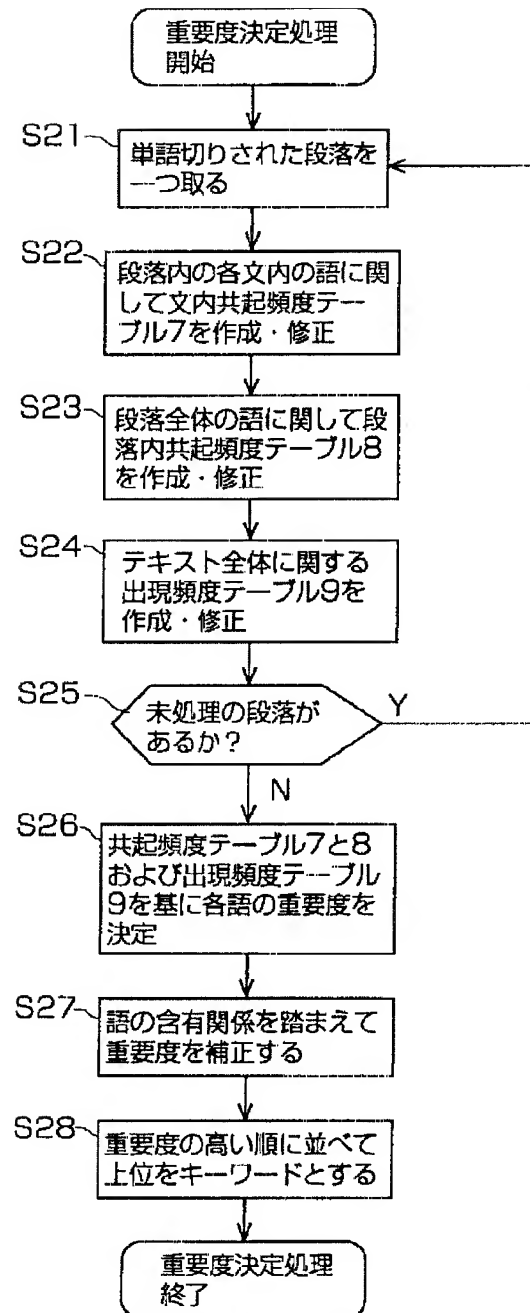 重要度決定処理
開始
S21
単語切りされた段落を
一つ取る
S22
段落内の各文内の語に関
して文内共起頻度テー
ブル7を作成・修正
S23
段落全体の語に関して段
落内共起頻度テーブル8
を作成・修正
S24
テキスト全体に関する
出現頻度テーブル9を
作成・修正
S25
未処理の段落が
あるか?
Y
N
S26
共起頻度テーブル7と8
および出現頻度テーブル
9を基に各語の重要度を
決定
S27
語の含有関係を踏まえて
重要度を補正する
S28
重要度の高い順に並べて
上位をキーワードとする
重要度決定処理
終了